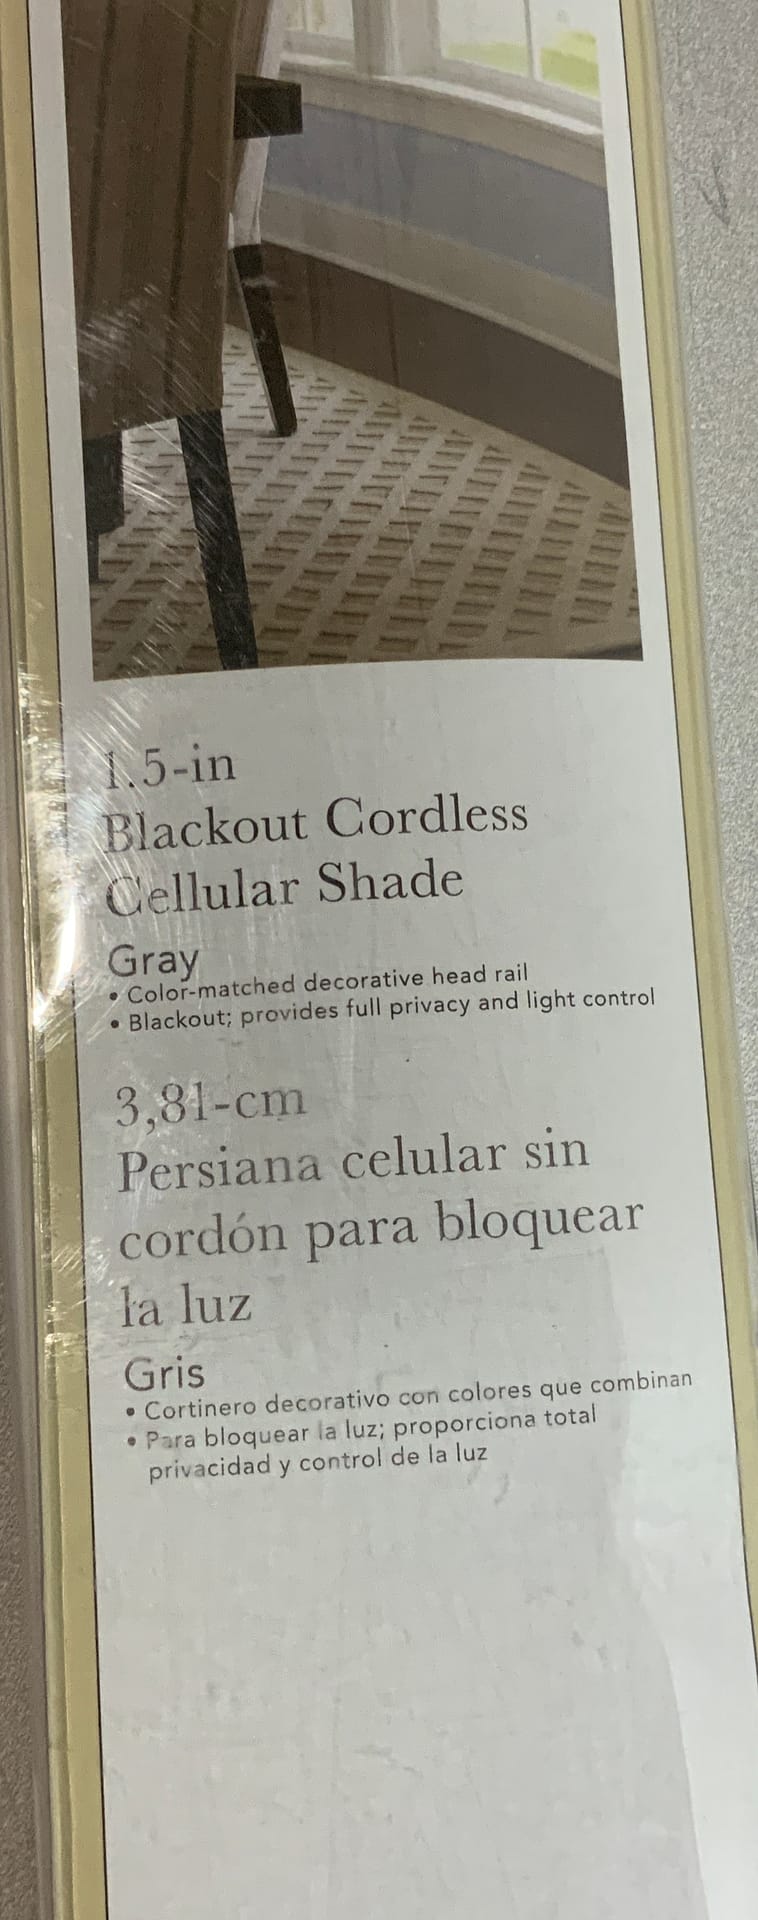 1.5-in
Blackout Cordless
Cellular Shade
Gray
• Color-matched decorative head rail
• Blackout; provides full privacy and light control
3,81-cm
Persiana celular sin
cordón para bloquear
la luz
Gris
• Cortinero decorativo con colores que combinan
• Para bloquear la luz; proporciona total
privacidad y control de la luz